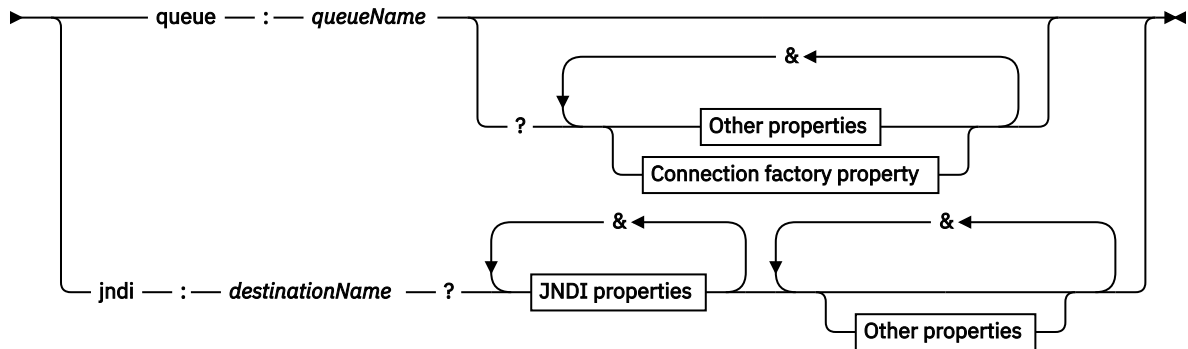 queue : queueName
&
? Other properties
Connection factory property
& &
jndi : destinationName ? JNDI properties
Other properties